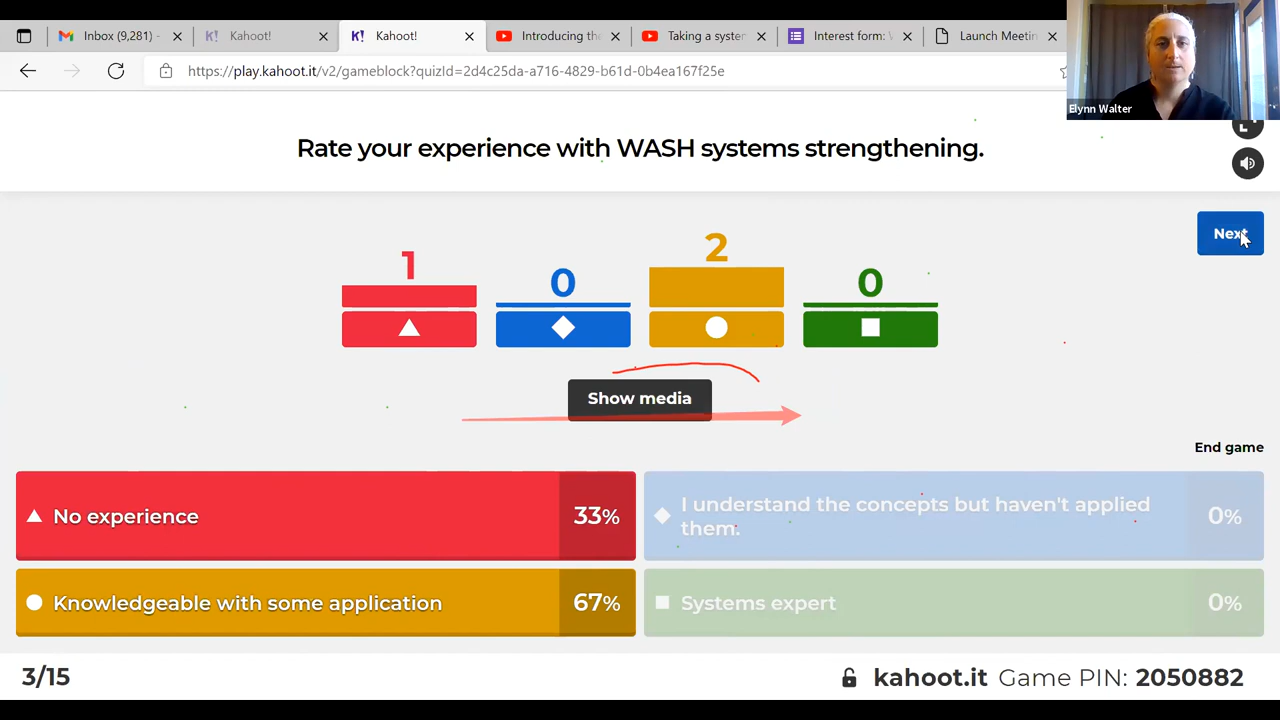 Inbox (9,281) -
Kahoot!
Kahoot!
Introducing the
Taking a system
Interest form: W
Launch Meetin
https://play.kahoot.it/v2/gameblock?quizId=2d4c25da-a716-4829-b61d-0b4ea167f25e
Elynn Walter
Rate your experience with WASH systems strengthening.
Next
1
0
2
0
Show media
End game
No experience
33%
I understand the concepts but haven't applied
them.
0%
Knowledgeable with some application
67%
Systems expert
0%
3/15
kahoot.it Game PIN: 2050882